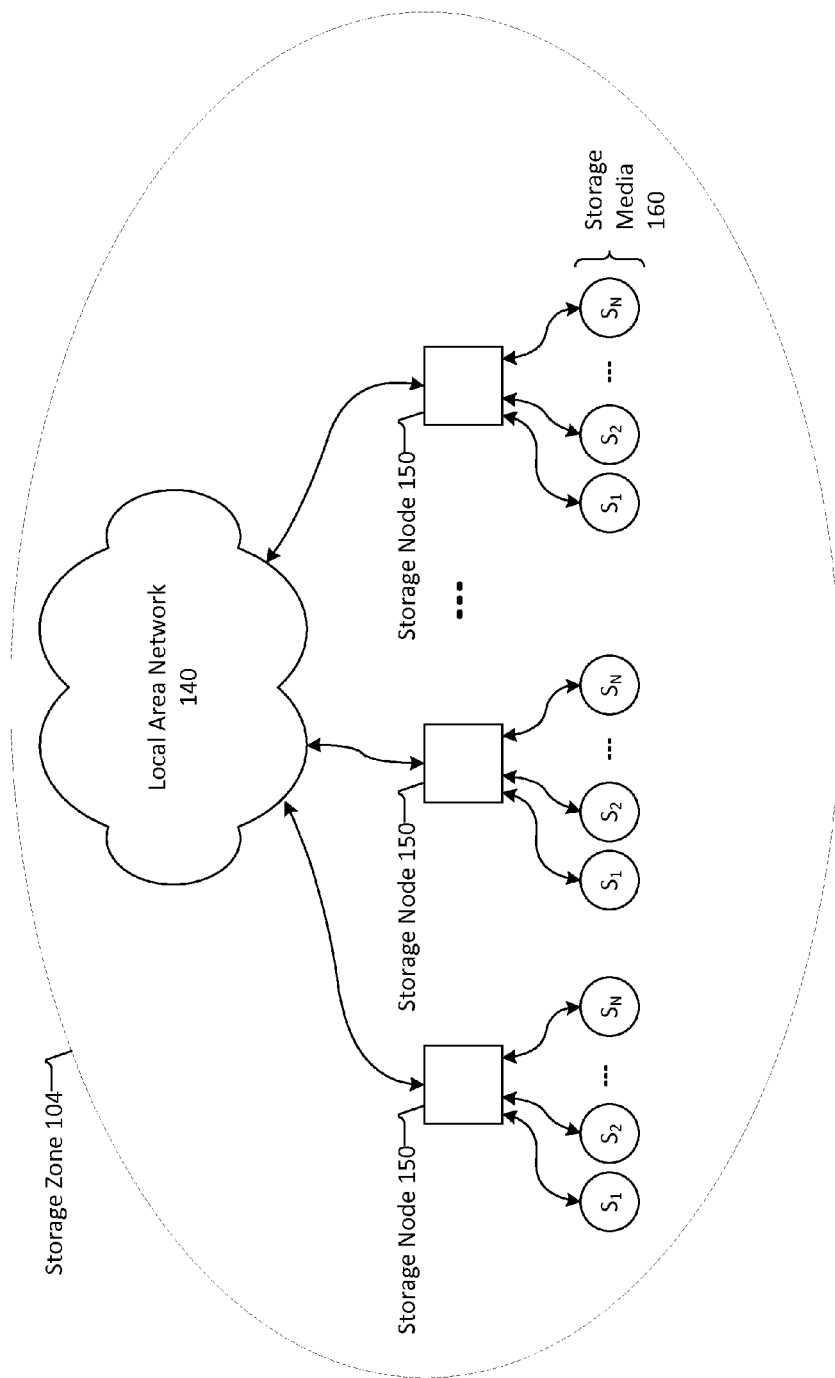 Storage Zone 104
Local Area Network
140
Storage Node 150
Storage Node 150
---
Storage Node 150
S1
S2
---
SN
S1
S2
---
SN
S1
S2
---
SN
Storage
Media
160